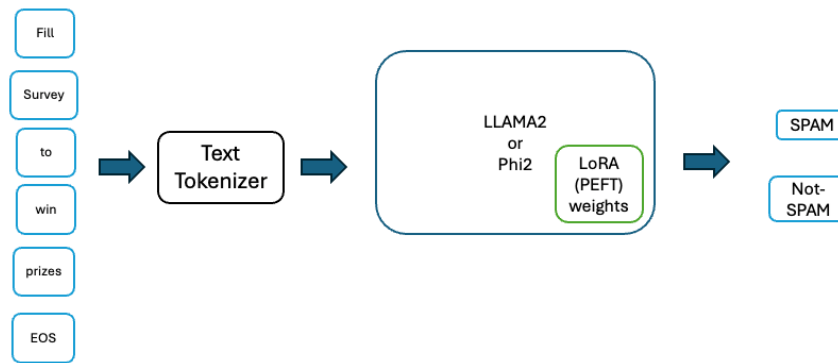 Fill
Survey
to
win
prizes
EOS
Text
Tokenizer
LLAMA2
or
Phi2
LoRA
(PEFT)
weights
SPAM
Not-
SPAM